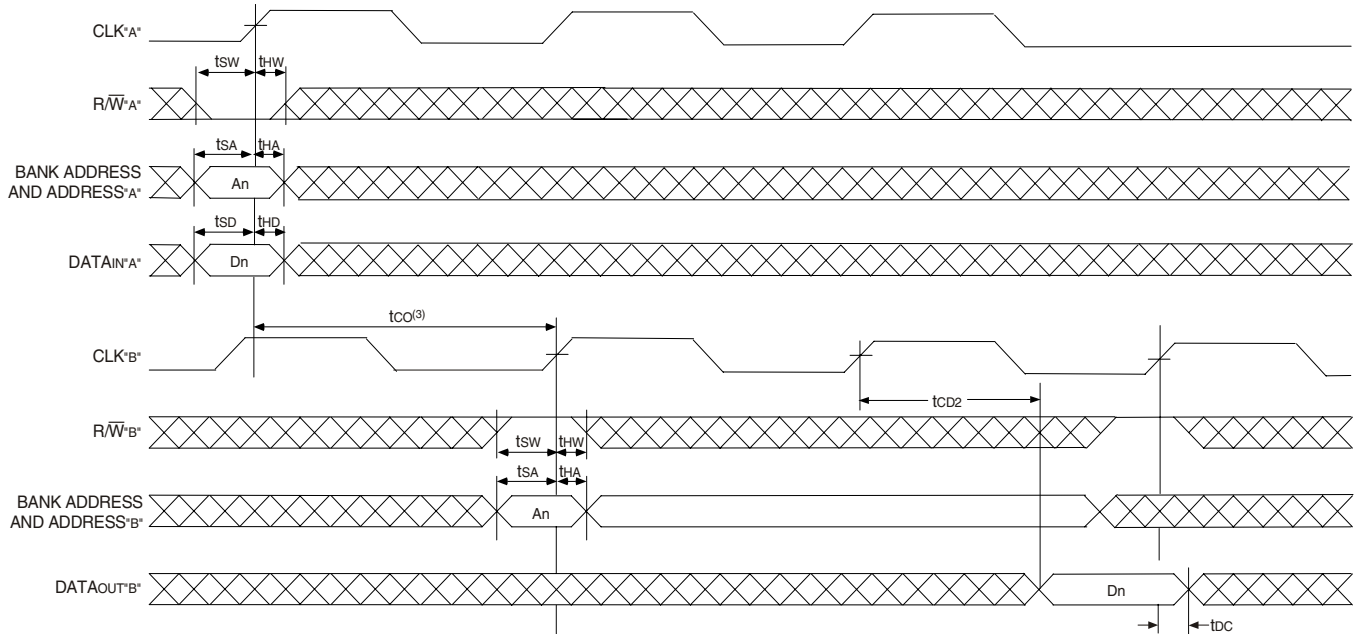 CLK"A"
tSW tHW
R/W̅"A"
tSA tHA
BANK ADDRESS
AND ADDRESS"A"
An
tSD tHD
DATAIN"A"
Dn
tCO(3)
CLK"B"
tCD2
R/W̅"B"
tSW tHW
tSA tHA
BANK ADDRESS
AND ADDRESS"B"
An
DATAOUT"B"
Dn
tDC